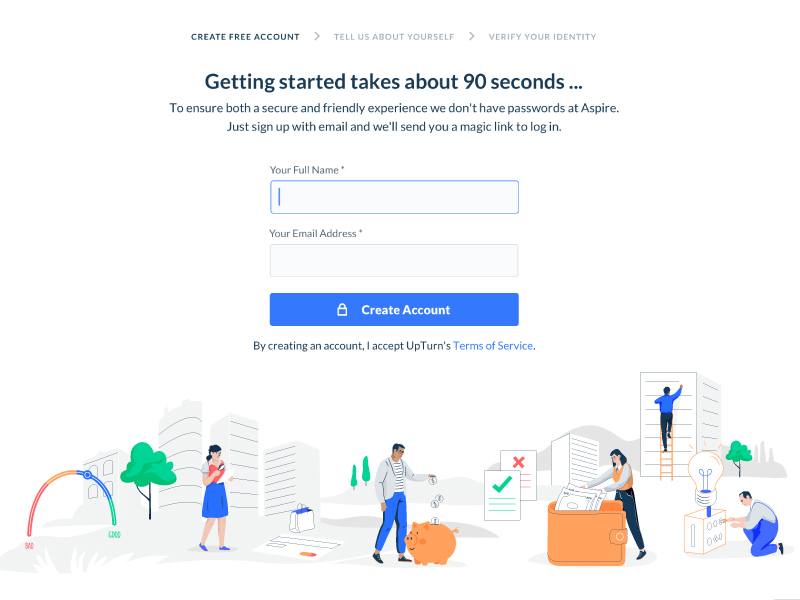 CREATE FREE ACCOUNT > TELL US ABOUT YOURSELF > VERIFY YOUR IDENTITY
Getting started takes about 90 seconds ...
To ensure both a secure and friendly experience we don't have passwords at Aspire.
Just sign up with email and we'll send you a magic link to log in.
Your Full Name *
Your Email Address *
Create Account
By creating an account, I accept UpTurn's Terms of Service.
BAD
GOOD